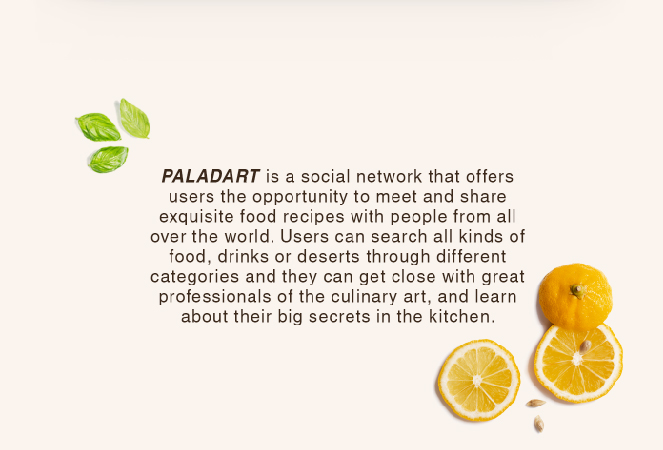 PALADART is a social network that offers
users the opportunity to meet and share
exquisite food recipes with people from all
over the world. Users can search all kinds of
food, drinks or deserts through different
categories and they can get close with great
professionals of the culinary art, and learn
about their big secrets in the kitchen.